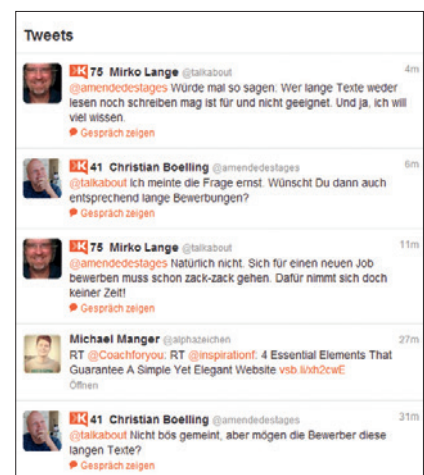 Tweets
K 75 Mirko Lange @talkabout 4m
@amendedestages Würde mal so sagen: Wer lange Texte weder
lesen noch schreiben mag ist für und nicht geeignet. Und ja, ich will
viel wissen.
Gespräch zeigen
K 41 Christian Boelling @amendedestages 6m
@talkabout Ich meinte die Frage ernst. Wünscht Du dann auch
entsprechend lange Bewerbungen?
Gespräch zeigen
K 75 Mirko Lange @talkabout 11m
@amendedestages Natürlich nicht. Sich für einen neuen Job
bewerben muss schon zack-zack gehen. Dafür nimmt sich doch
keiner Zeit!
Gespräch zeigen
Michael Manger @alphazeichen 27m
RT @Coachforyou: RT @inspirationf: 4 Essential Elements That
Guarantee A Simple Yet Elegant Website vsb.li/xh2cwE
Öffnen
K 41 Christian Boelling @amendedestages 31m
@talkabout Nicht bös gemeint, aber mögen die Bewerber diese
langen Texte?
Gespräch zeigen